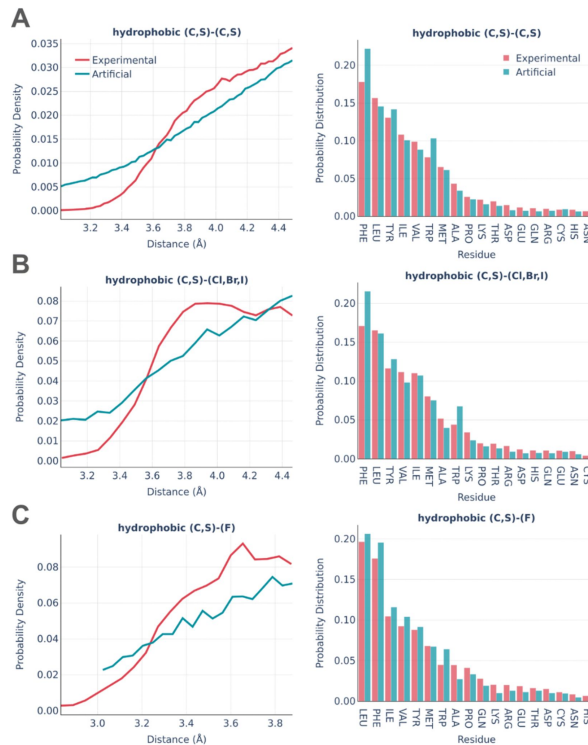 A
hydrophobic (C,S)-(C,S)
Probability Density
0.035
0.030
0.025
0.020
0.015
0.010
0.005
0.000
Experimental
Artificial
3.2 3.4 3.6 3.8 4.0 4.2 4.4
Distance (Å)
hydrophobic (C,S)-(C,S)
Probability Distribution
0.20
0.15
0.10
0.05
0.00
Experimental
Artificial
PHE LEU TYR ILE VAL TRP MET ALA PRO LYS THR ASP GLU GLN ARG CYS HIS ASN
Residue
B
hydrophobic (C,S)-(Cl,Br,I)
Probability Density
0.08
0.07
0.06
0.05
0.04
0.03
0.02
0.01
0.00
3.2 3.4 3.6 3.8 4.0 4.2 4.4
Distance (Å)
hydrophobic (C,S)-(Cl,Br,I)
Probability Distribution
0.20
0.15
0.10
0.05
0.00
PHE LEU TYR VAL ILE MET ALA TRP LYS PRO THR ARG ASP HIS GLN GLU ASN CYS
Residue
C
hydrophobic (C,S)-(F)
Probability Density
0.08
0.06
0.04
0.02
0.00
3.0 3.2 3.4 3.6 3.8
Distance (Å)
hydrophobic (C,S)-(F)
Probability Distribution
0.20
0.15
0.10
0.05
0.00
LEU PHE ILE VAL TYR MET TRP ALA PRO GLN LYS ARG GLU THR ASP CYS ASN HIS
Residue